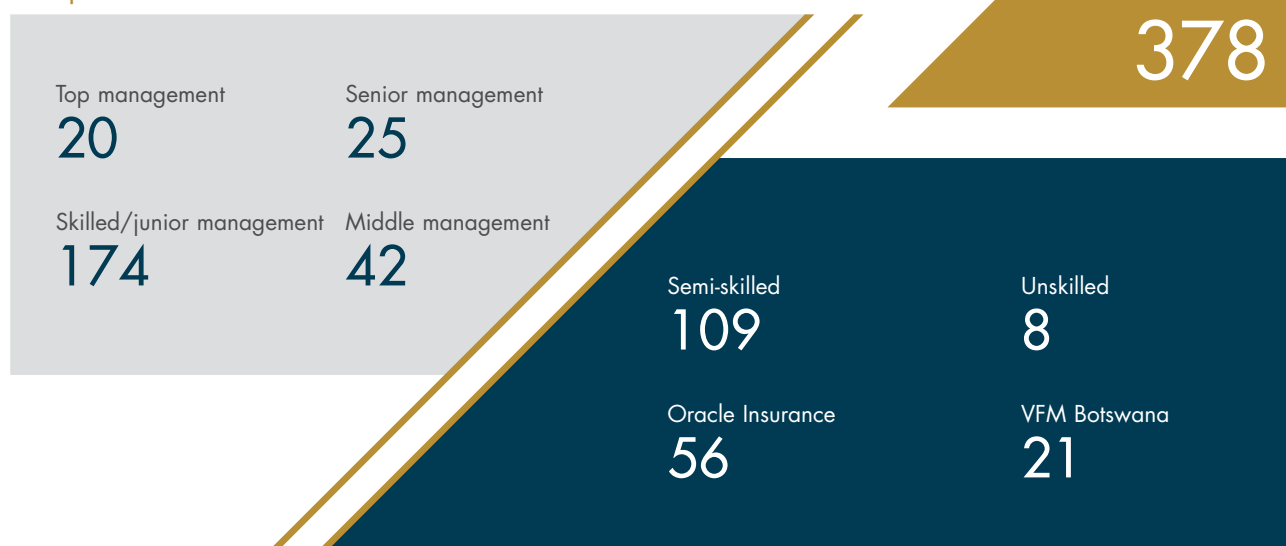 378
Top management
20
Senior management
25
Skilled/junior management
174
Middle management
42
Semi-skilled
109
Unskilled
8
Oracle Insurance
56
VFM Botswana
21